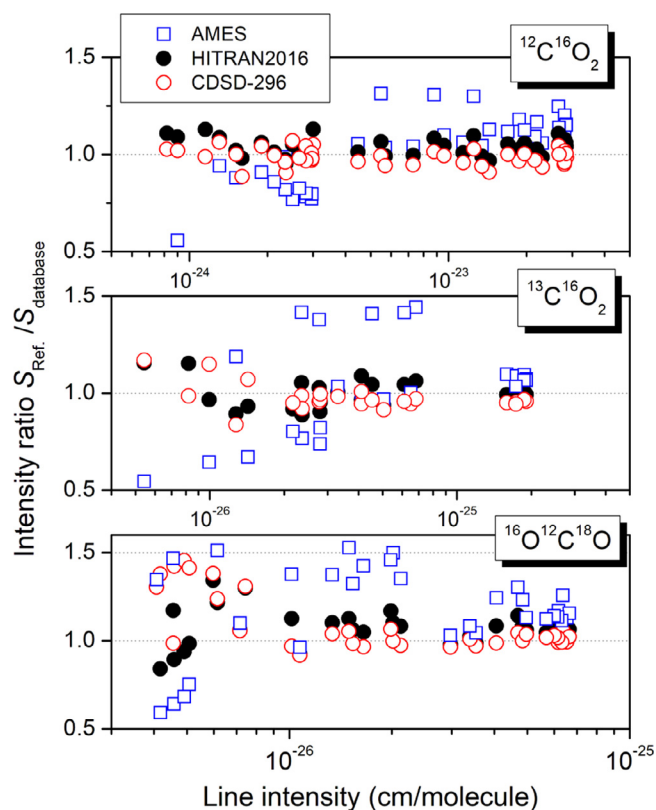 AMES
HITRAN2016
CDSD-296
¹²C¹⁶O₂
1.5
1.0
0.5
10⁻²⁴
10⁻²³
¹³C¹⁶O₂
1.5
1.0
0.5
10⁻²⁶
10⁻²⁵
¹⁶O¹²C¹⁸O
1.5
1.0
0.5
10⁻²⁶
10⁻²⁵
Intensity ratio S_Ref. /S_database
Line intensity (cm/molecule)